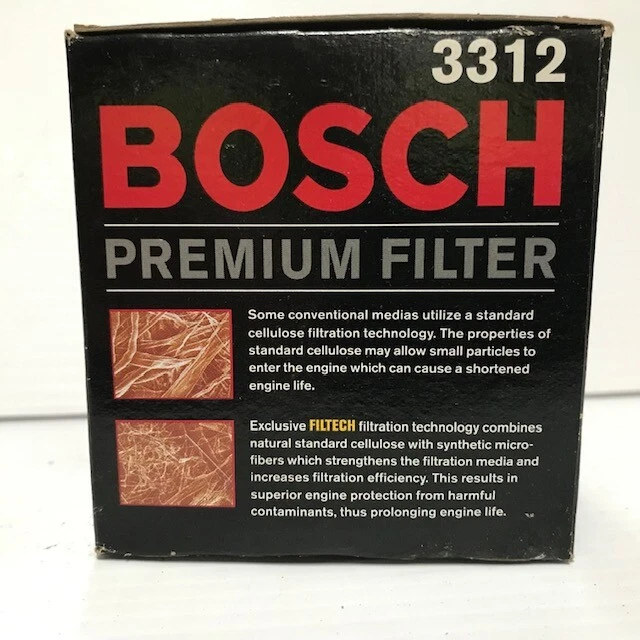 3312
BOSCH
PREMIUM FILTER
Some conventional medias utilize a standard
cellulose filtration technology. The properties of
standard cellulose may allow small particles to
enter the engine which can cause a shortened
engine life.
Exclusive FILTECH filtration technology combines
natural standard cellulose with synthetic micro-
fibers which strengthens the filtration media and
increases filtration efficiency. This results in
superior engine protection from harmful
contaminants, thus prolonging engine life.